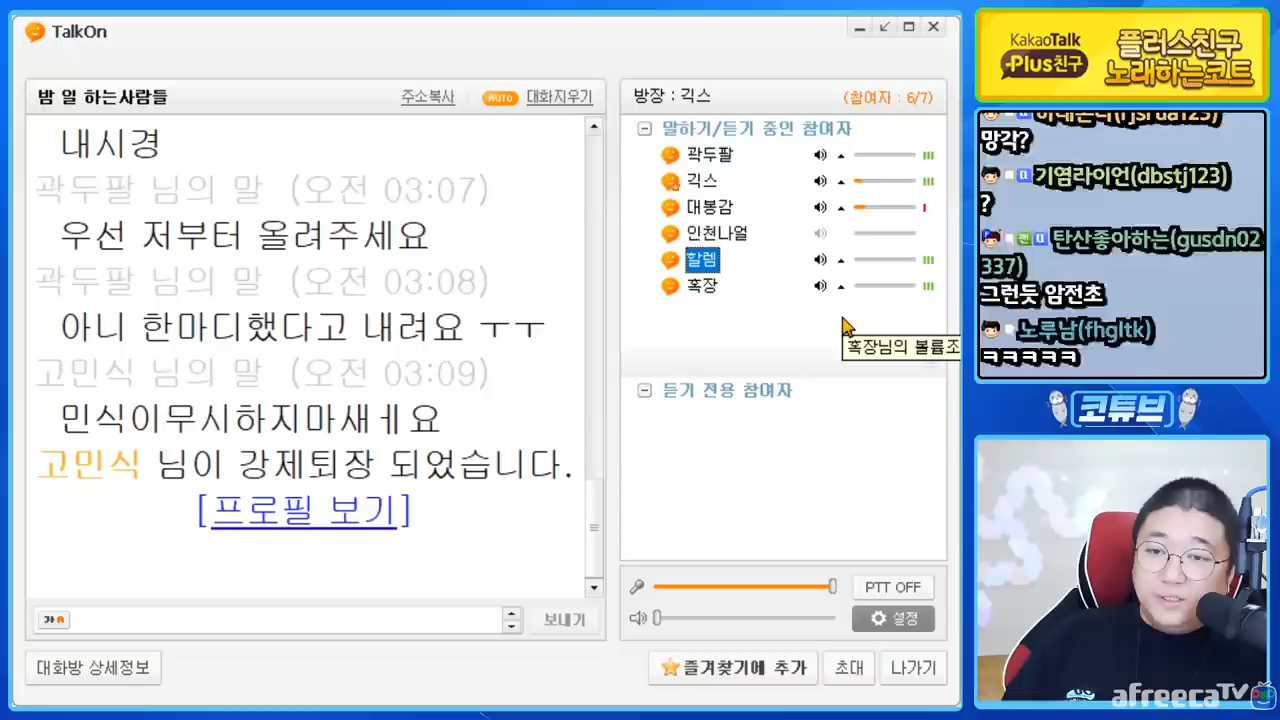 TalkOn
밤 일 하는사람들
주소복사
AUTO 대화지우기
내시경
곽두팔 님의 말 (오전 03:07)
우선 저부터 올려주세요
곽두팔 님의 말 (오전 03:08)
아니 한마디했다고 내려요 ㅜㅜ
고민식 님의 말 (오전 03:09)
민식이무시하지마새ㅔ요
고민식 님이 강제퇴장 되었습니다.
[프로필 보기]
가A
보내기
대화방 상세정보
방장 : 긱스
(참여자 : 6/7)
말하기/듣기 중인 참여자
곽두팔
긱스
대봉감
인천나얼
할렘
혹장
혹장님의 볼륨조
듣기 전용 참여자
PTT OFF
설정
즐겨찾기에 추가
초대
나가기
KakaoTalk
Plus친구
플러스친구
노래하는코트
망각?
기염라이언(dbstj123)
?
탄산좋아하는(gusdn02
337)
그런듯 암전초
노루남(fhgltk)
ㅋㅋㅋㅋㅋ
코튜브
afreecaTV